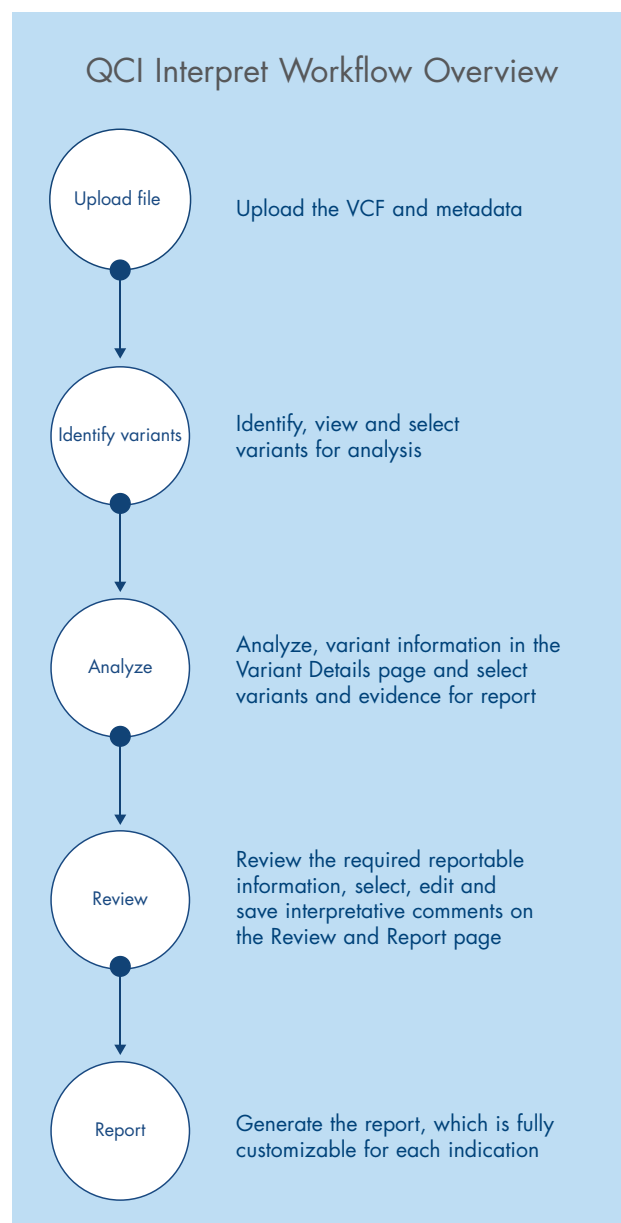 QCI Interpret Workflow Overview
Upload file
Upload the VCF and metadata
Identify variants
Identify, view and select
variants for analysis
Analyze
Analyze, variant information in the
Variant Details page and select
variants and evidence for report
Review
Review the required reportable
information, select, edit and
save interpretative comments on
the Review and Report page
Report
Generate the report, which is fully
customizable for each indication